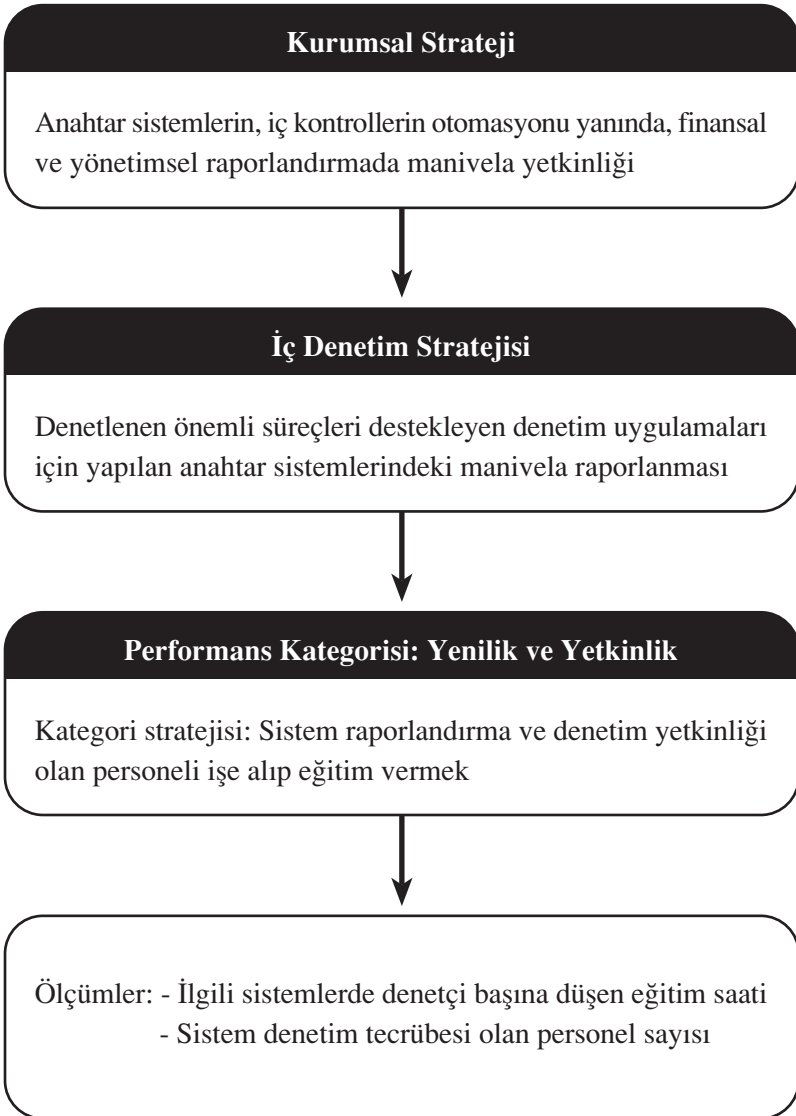 Kurumsal Strateji
Anahtar sistemlerin, iç kontrollerin otomasyonu yanında, finansal
ve yönetimsel raporlandırmada manivela yetkinliği
İç Denetim Stratejisi
Denetlenen önemli süreçleri destekleyen denetim uygulamaları
için yapılan anahtar sistemlerindeki manivela raporlanması
Performans Kategorisi: Yenilik ve Yetkinlik
Kategori stratejisi: Sistem raporlandırma ve denetim yetkinliği
olan personeli işe alıp eğitim vermek
Ölçümler: - İlgili sistemlerde denetçi başına düşen eğitim saati
- Sistem denetim tecrübesi olan personel sayısı